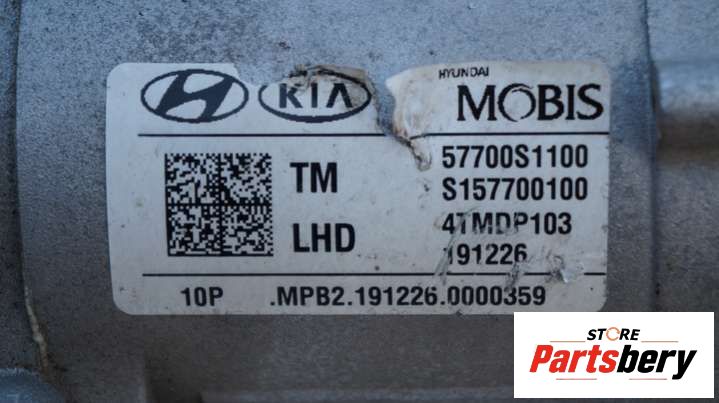 KIA
HYUNDAI
MOBIS
TM
LHD
57700S1100
S157700100
4TMDP103
191226
10P .MPB2.191226.0000359
STORE
Partsbery